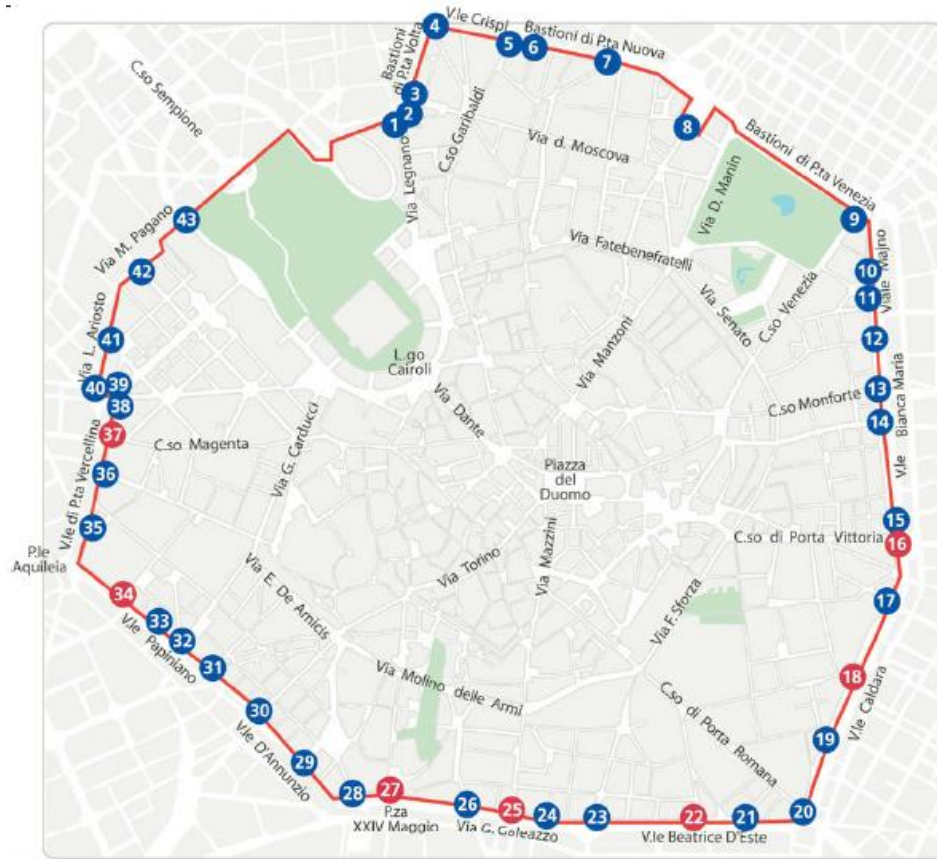 4
V.le Crispi
5
6
Bastioni di P.ta Nuova
7
Bastioni
di P.ta Volta
3
2
1
8
C.so Sempione
Via Legnano
C.so Garibaldi
Via d. Moscova
Via D. Manin
Bastioni di P.ta Venezia
43
9
Via M. Pagano
Via Fatebenefratelli
42
10
11
Viale Majno
Via Senato
C.so Venezia
Via L. Ariosto
41
12
L.go
Cairoli
Via Manzoni
40
39
38
13
C.so Monforte
Via Dante
37
14
V.le Bianca Maria
C.so Magenta
Via G. Carducci
36
V.le di P.ta Vercellina
Piazza
del
Duomo
35
15
C.so di Porta Vittoria
16
P.le
Aquileia
Via Torino
Via Mazzini
34
Via E. De Amicis
Via F. Sforza
17
33
32
V.le Papiniano
31
18
Via Molino delle Armi
C.so di Porta Romana
V.le Caldara
30
19
V.le D'Annunzio
29
28
27
26
25
24
23
22
21
20
P.za
XXIV Maggio
Via G. Galeazzo
V.le Beatrice D'Este